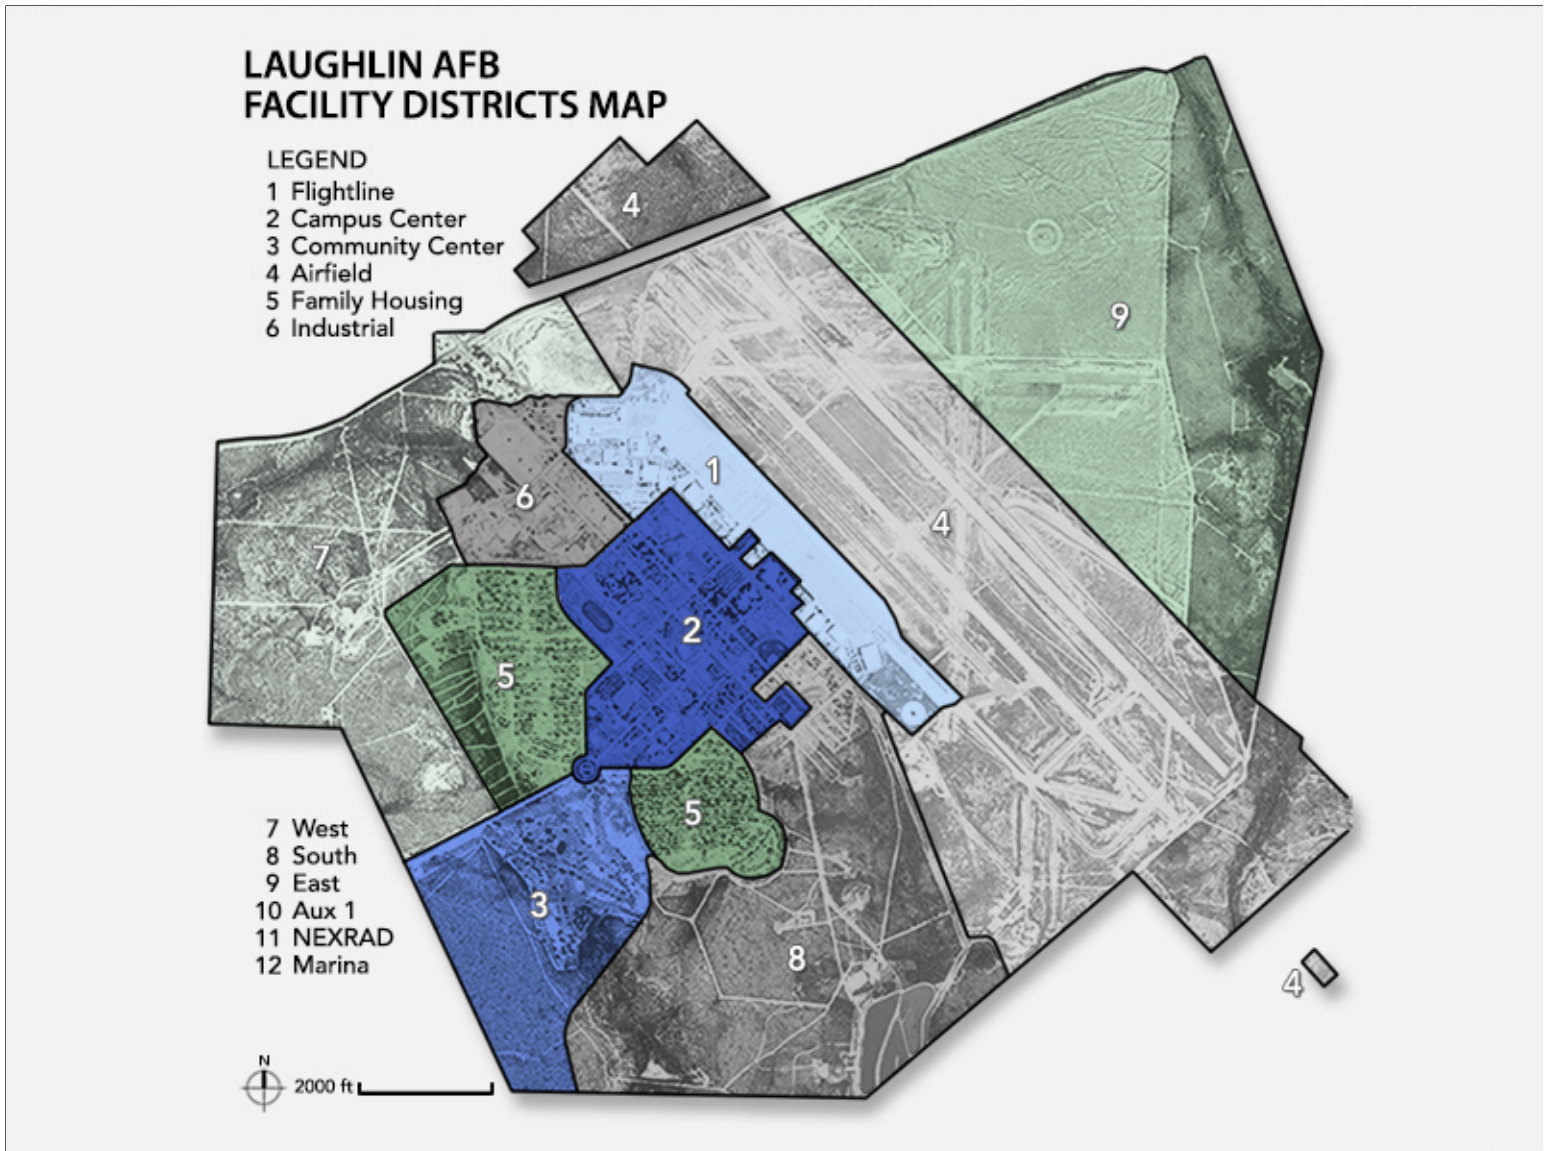 LAUGHLIN AFB
FACILITY DISTRICTS MAP
LEGEND
1 Flightline
2 Campus Center
3 Community Center
4 Airfield
5 Family Housing
6 Industrial
7 West
8 South
9 East
10 Aux 1
11 NEXRAD
12 Marina
N
2000 ft
4
9
1
6
4
7
2
5
5
3
8
4